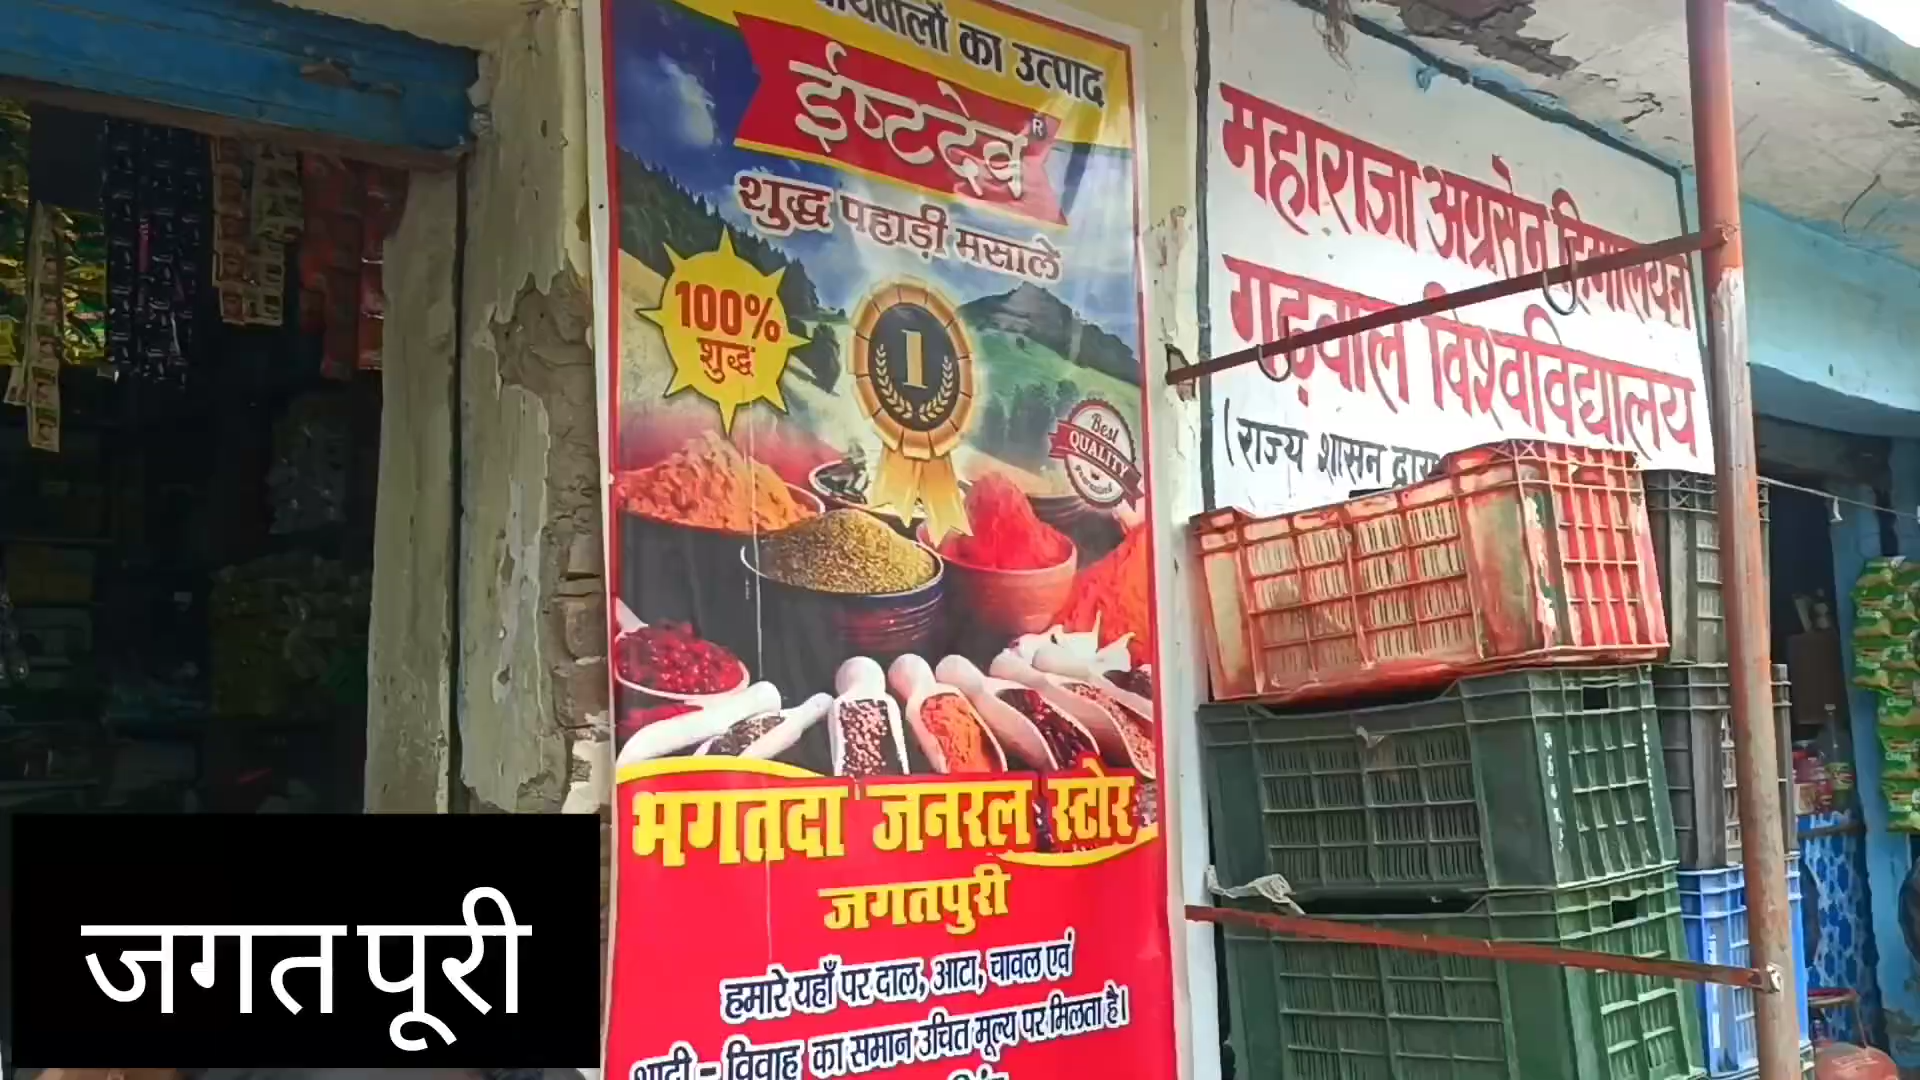 का उत्पाद
ईष्टदेव®
शुद्ध पहाड़ी मसाले
100%
शुद्ध
1
Best
QUALITY
Guaranteed
भगतदा जनरल स्टोर
जगतपुरी
हमारे यहाँ पर दाल, आटा, चावल एवं
शादी - विवाह का समान उचित मूल्य पर मिलता है।
महाराजा अग्रसेन हिमालयन
गढ़वाल विश्वविद्यालय
(राज्य शासन द्वारा
जगत पूरी